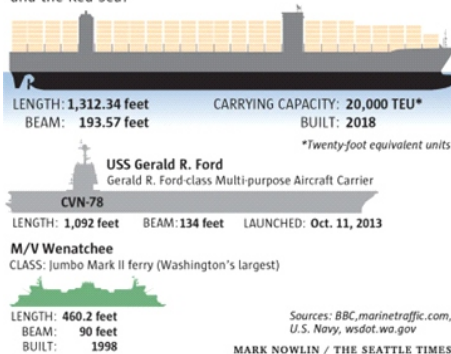 and the Red Sea.
LENGTH: 1,312.34 feet CARRYING CAPACITY: 20,000 TEU*
BEAM: 193.57 feet BUILT: 2018
*Twenty-foot equivalent units
USS Gerald R. Ford
Gerald R. Ford-class Multi-purpose Aircraft Carrier
CVN-78
LENGTH: 1,092 feet BEAM: 134 feet LAUNCHED: Oct. 11, 2013
M/V Wenatchee
CLASS: Jumbo Mark II ferry (Washington's largest)
LENGTH: 460.2 feet
BEAM: 90 feet
BUILT: 1998
Sources: BBC, marinetraffic.com,
U.S. Navy, wsdot.wa.gov
MARK NOWLIN / THE SEATTLE TIMES